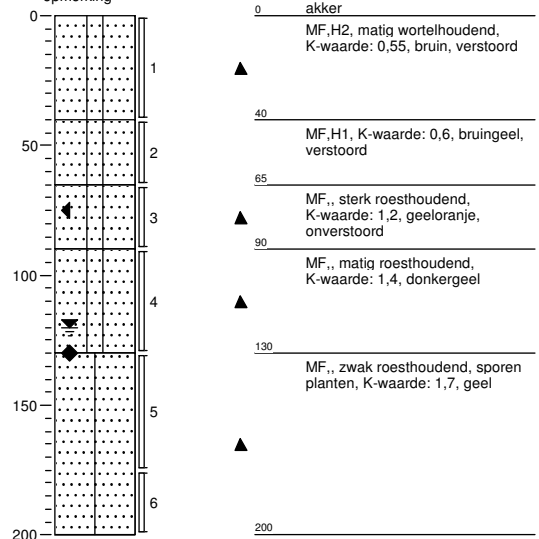 opmerking
0
0
akker
MF,H2, matig wortelhoudend,
K-waarde: 0,55, bruin, verstoord
1
40
MF,H1, K-waarde: 0,6, bruingeel,
verstoord
50
2
65
MF,, sterk roesthoudend,
K-waarde: 1,2, geeloranje,
onverstoord
3
90
MF,, matig roesthoudend,
K-waarde: 1,4, donkergeel
100
4
130
MF,, zwak roesthoudend, sporen
planten, K-waarde: 1,7, geel
150
5
6
200
200